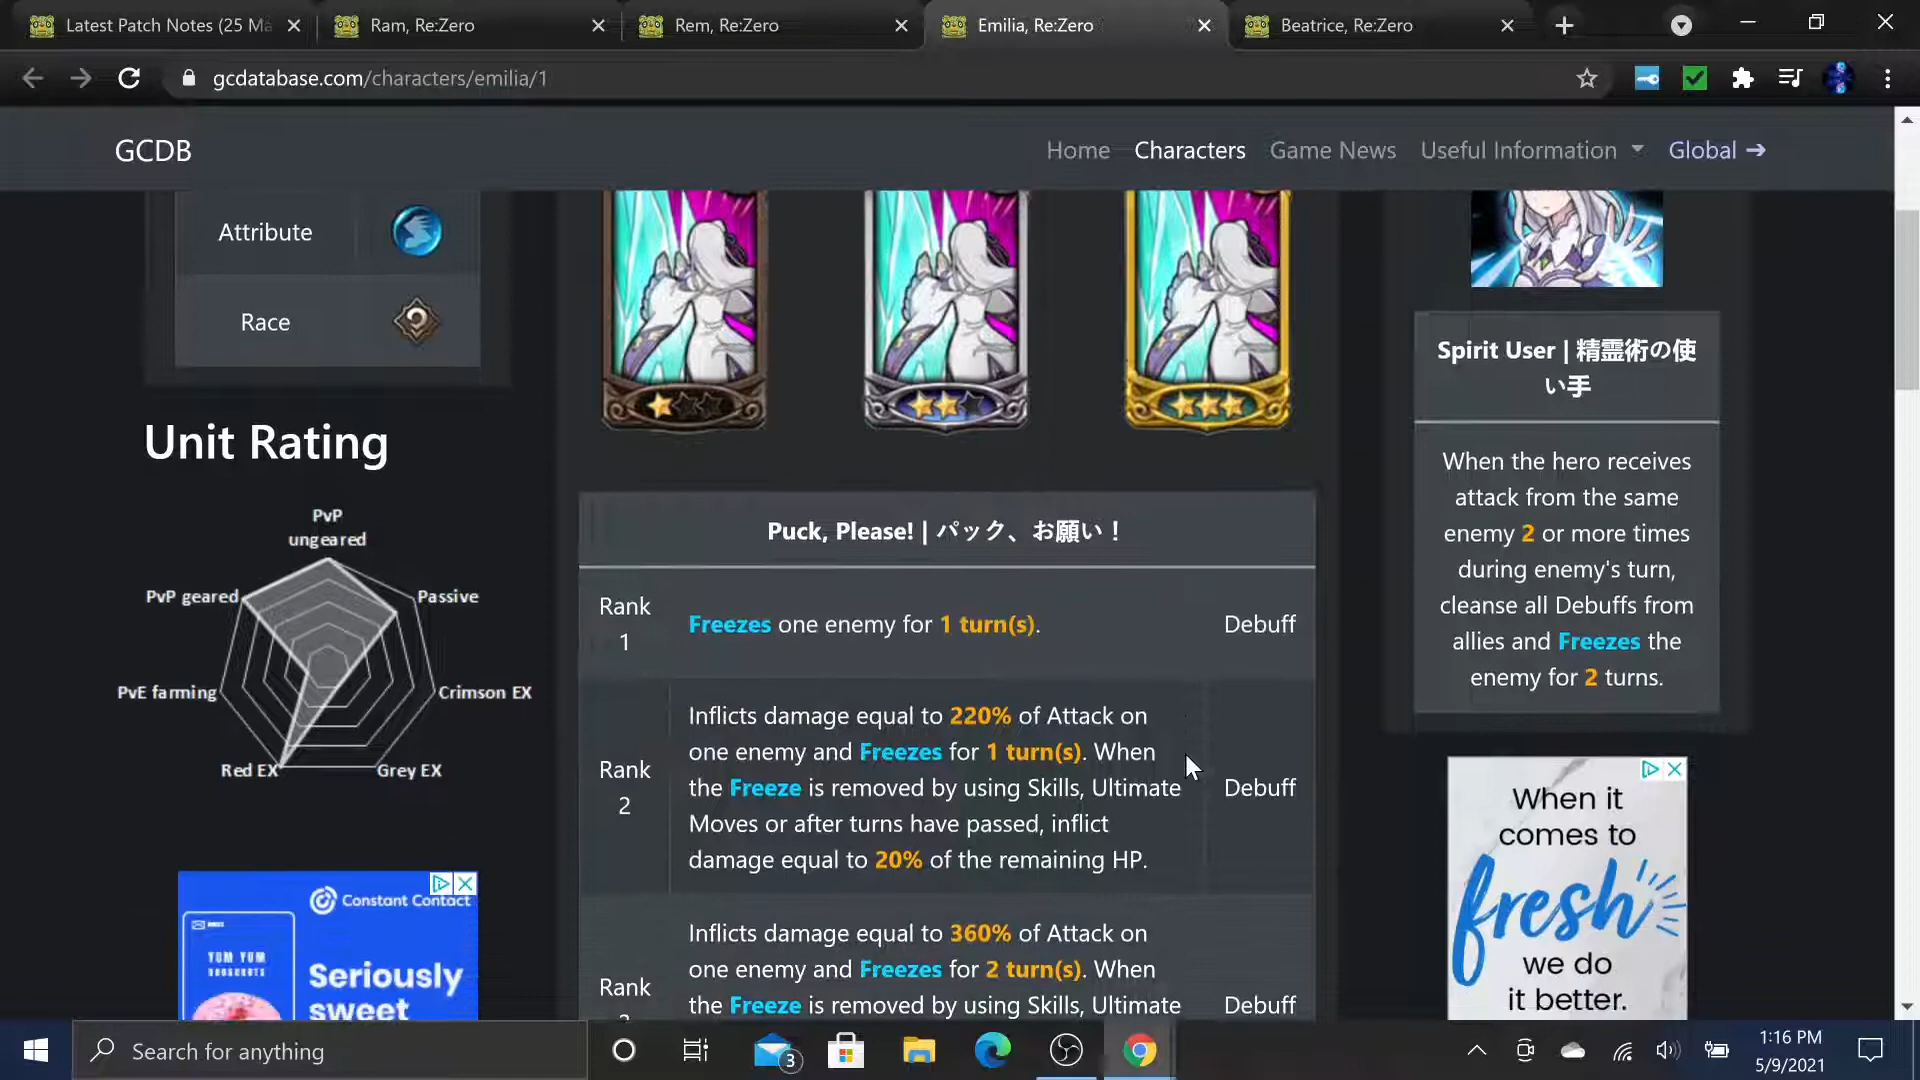 Latest Patch Notes (25 Ma
Ram, Re:Zero
Rem, Re:Zero
Emilia, Re:Zero
Beatrice, Re:Zero
gcdatabase.com/characters/emilia/1
GCDB
Home
Characters
Game News
Useful Information
Global
Attribute
Race
Unit Rating
PvP
ungeared
PvP geared
Passive
PvE farming
Crimson EX
Red EX
Grey EX
Constant Contact
YUM YUM
Seriously
sweet
Puck, Please! | パック、お願い！
Rank
1
Freezes one enemy for 1 turn(s).
Debuff
Rank
2
Inflicts damage equal to 220% of Attack on
one enemy and Freezes for 1 turn(s). When
the Freeze is removed by using Skills, Ultimate
Moves or after turns have passed, inflict
damage equal to 20% of the remaining HP.
Debuff
Rank
Inflicts damage equal to 360% of Attack on
one enemy and Freezes for 2 turn(s). When
the Freeze is removed by using Skills, Ultimate
Debuff
Spirit User | 精霊術の使
い手
When the hero receives
attack from the same
enemy 2 or more times
during enemy's turn,
cleanse all Debuffs from
allies and Freezes the
enemy for 2 turns.
When it
comes to
fresh
we do
it better.
Search for anything
3
1:16 PM
5/9/2021